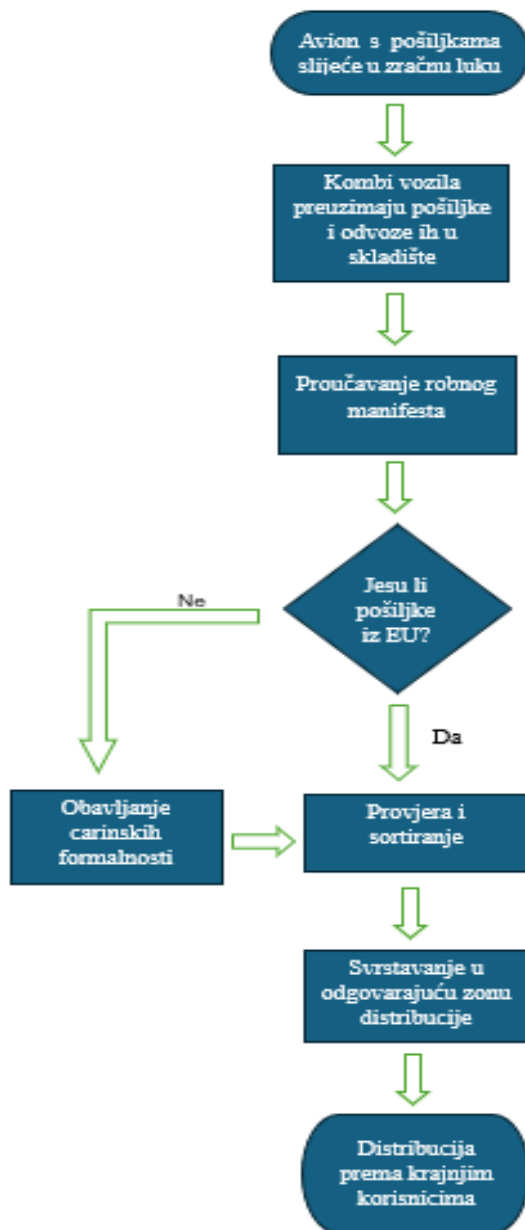 Avion s pošiljkama
slijeće u zračnu luku
Kombi vozila
preuzimaju pošiljke
i odvoze ih u
skladište
Proučavanje robnog
manifesta
Jesu li
pošiljke
iz EU?
Ne
Da
Obavljanje
carinskih
formalnosti
Provjera i
sortiranje
Svrstavanje u
odgovarajuću zonu
distribucije
Distribucija
prema krajnjim
korisnicima